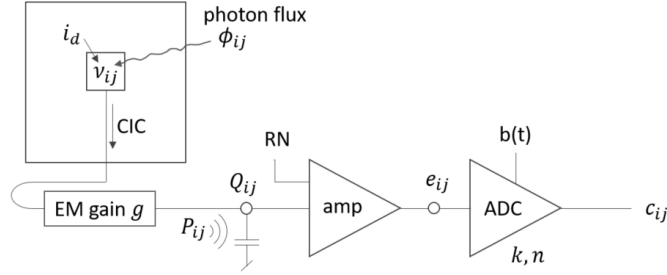 photon flux
i_d
ϕ_ij
ν_ij
CIC
RN
b(t)
Q_ij
e_ij
EM gain g
amp
ADC
c_ij
P_ij
k, n